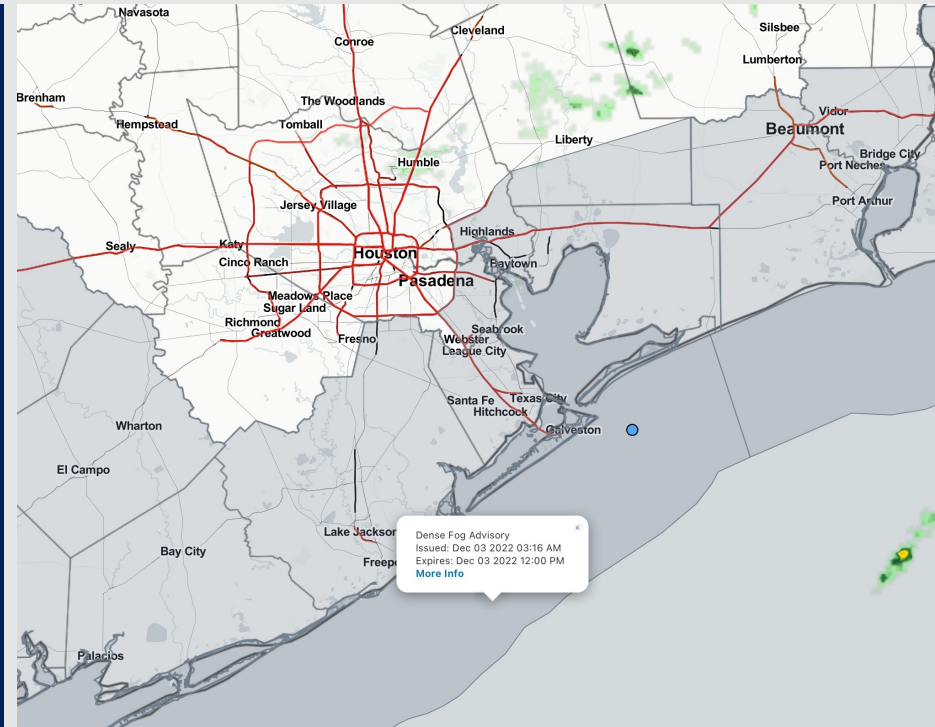 Navasota
Conroe
Cleveland
Silsbee
Lumberton
Brenham
The Woodlands
Hempstead
Tomball
Vidor
Beaumont
Liberty
Humble
Bridge City
Port Neches
Jersey Village
Port Arthur
Highlands
Sealy
Katy
Houston
Cinco Ranch
Baytown
Pasadena
Meadows Place
Sugar Land
Richmond
Greatwood
Fresno
Seabrook
Webster
League City
Santa Fe
Texas City
Hitchcock
Wharton
Galveston
El Campo
Lake Jackson
Bay City
Freep
Dense Fog Advisory
×
Issued: Dec 03 2022 03:16 AM
Expires: Dec 03 2022 12:00 PM
More Info
Palacios